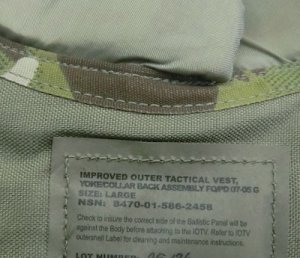 IMPROVED OUTER TACTICAL VEST,
YOKE/COLLAR BACK ASSEMBLY FQ/PD 07-05 G
SIZE: LARGE
NSN: 8470-01-586-2458
Check to insure the correct side of the Ballistic Panel will be
against the Body before attaching to the IOTV. Refer to IOTV
outershell Label for cleaning and maintenance instructions.
LOT NUMBER: